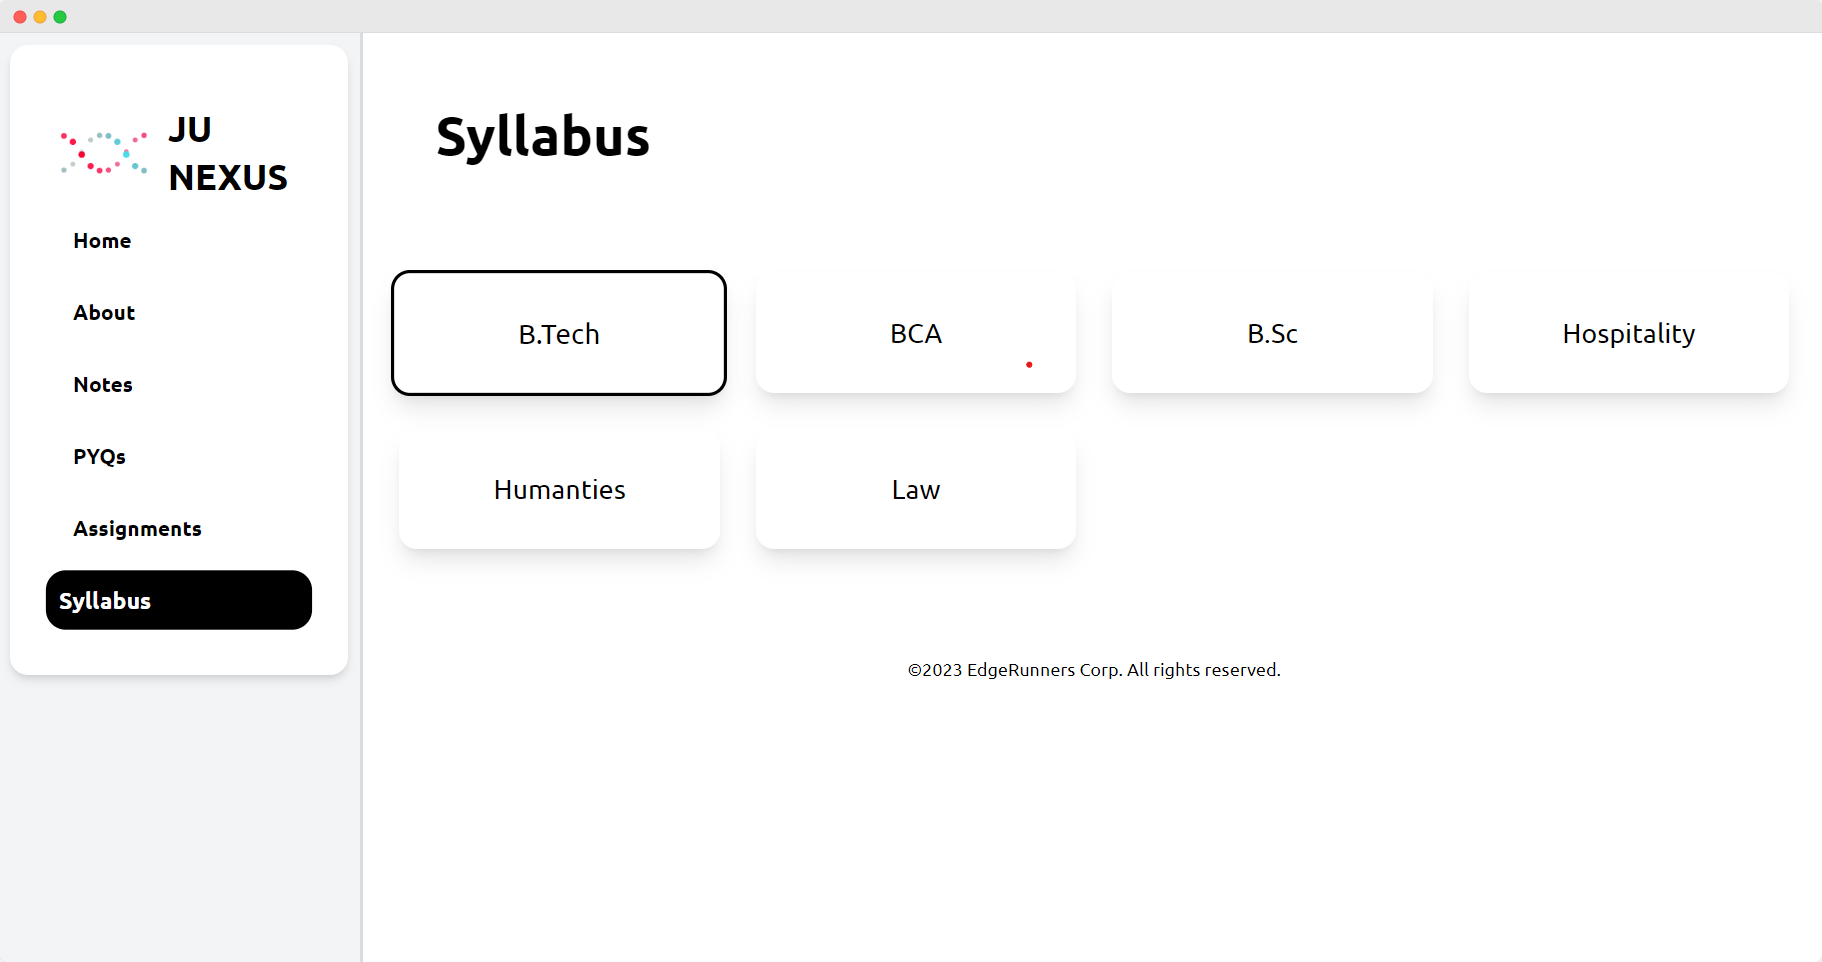 JU
NEXUS
Home
About
Notes
PYQs
Assignments
Syllabus
Syllabus
B.Tech
BCA
B.Sc
Hospitality
Humanties
Law
©2023 EdgeRunners Corp. All rights reserved.